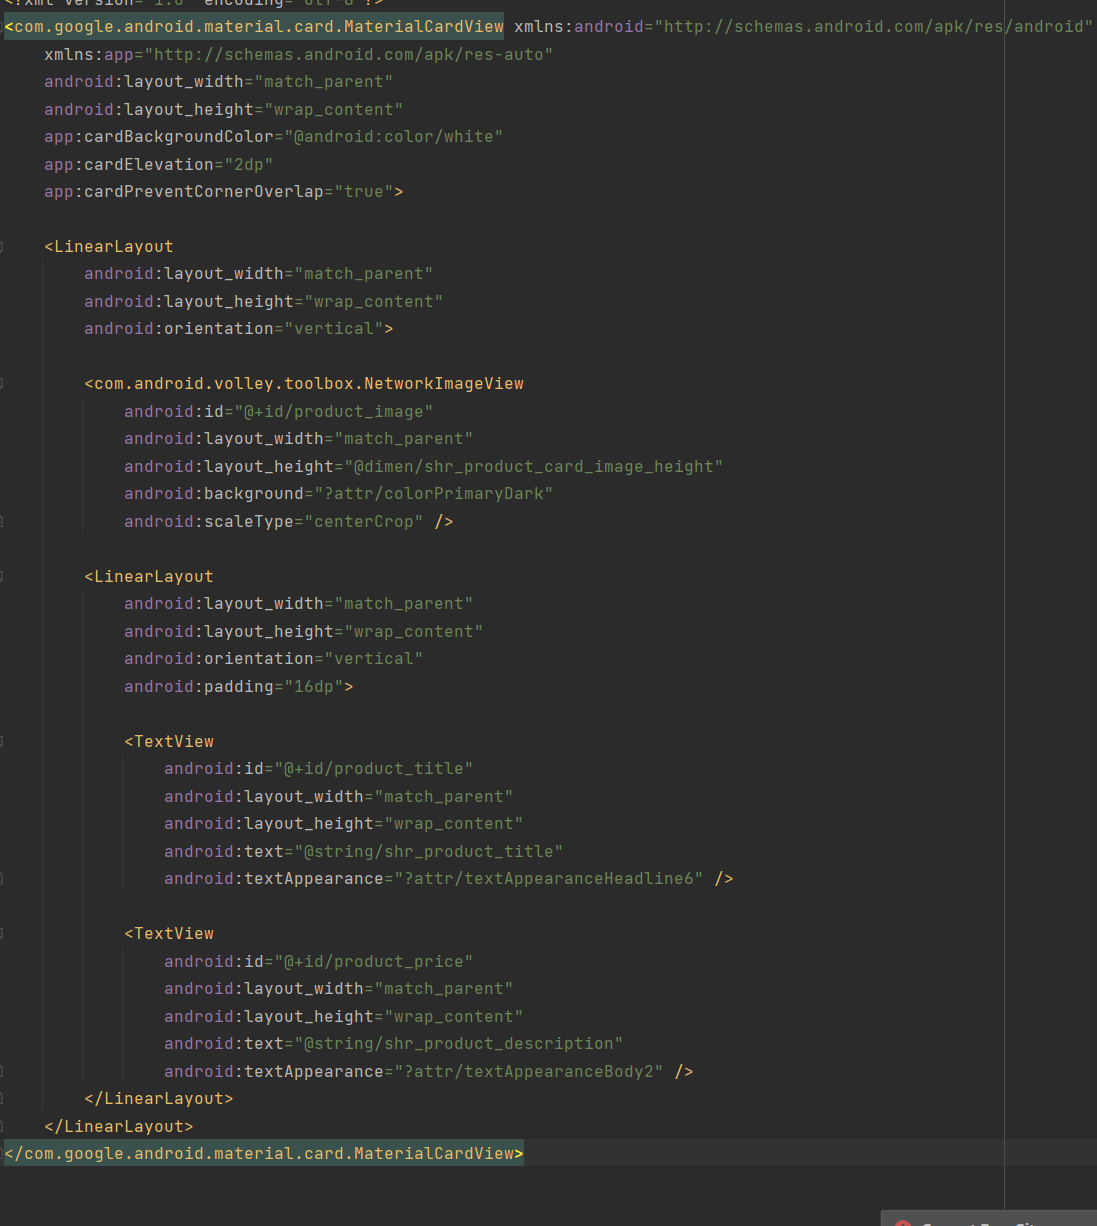 <?xml version="1.0" encoding="utf-8"?>
<com.google.android.material.card.MaterialCardView xmlns:android="http://schemas.android.com/apk/res/android"
    xmlns:app="http://schemas.android.com/apk/res-auto"
    android:layout_width="match_parent"
    android:layout_height="wrap_content"
    app:cardBackgroundColor="@android:color/white"
    app:cardElevation="2dp"
    app:cardPreventCornerOverlap="true">

    <LinearLayout
        android:layout_width="match_parent"
        android:layout_height="wrap_content"
        android:orientation="vertical">

        <com.android.volley.toolbox.NetworkImageView
            android:id="@+id/product_image"
            android:layout_width="match_parent"
            android:layout_height="@dimen/shr_product_card_image_height"
            android:background="?attr/colorPrimaryDark"
            android:scaleType="centerCrop" />

        <LinearLayout
            android:layout_width="match_parent"
            android:layout_height="wrap_content"
            android:orientation="vertical"
            android:padding="16dp">

            <TextView
                android:id="@+id/product_title"
                android:layout_width="match_parent"
                android:layout_height="wrap_content"
                android:text="@string/shr_product_title"
                android:textAppearance="?attr/textAppearanceHeadline6" />

            <TextView
                android:id="@+id/product_price"
                android:layout_width="match_parent"
                android:layout_height="wrap_content"
                android:text="@string/shr_product_description"
                android:textAppearance="?attr/textAppearanceBody2" />
        </LinearLayout>
    </LinearLayout>
</com.google.android.material.card.MaterialCardView>